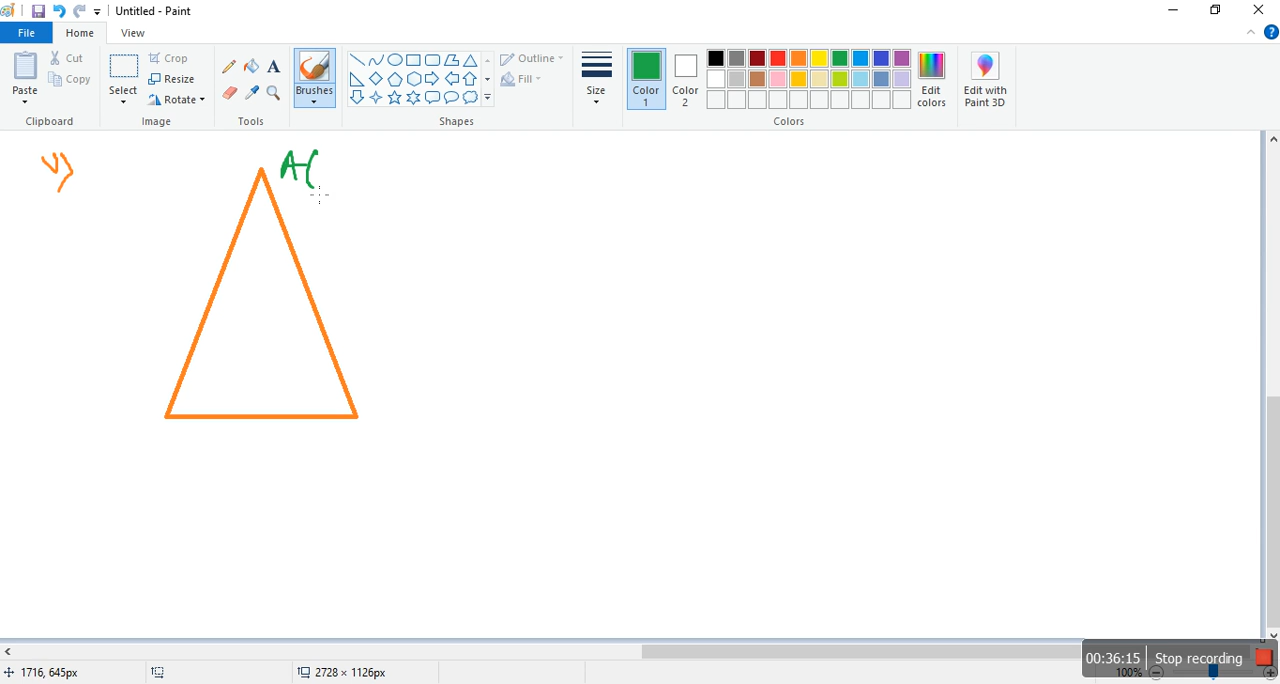 Untitled - Paint
File Home View
Paste Cut Copy Select Crop Resize Rotate A Brushes Outline Fill Size Color 1 Color 2 Edit colors Edit with Paint 3D
Clipboard Image Tools Shapes Colors
v) A(
00:36:15 Stop recording
1716, 645px 2728 × 1126px 100%